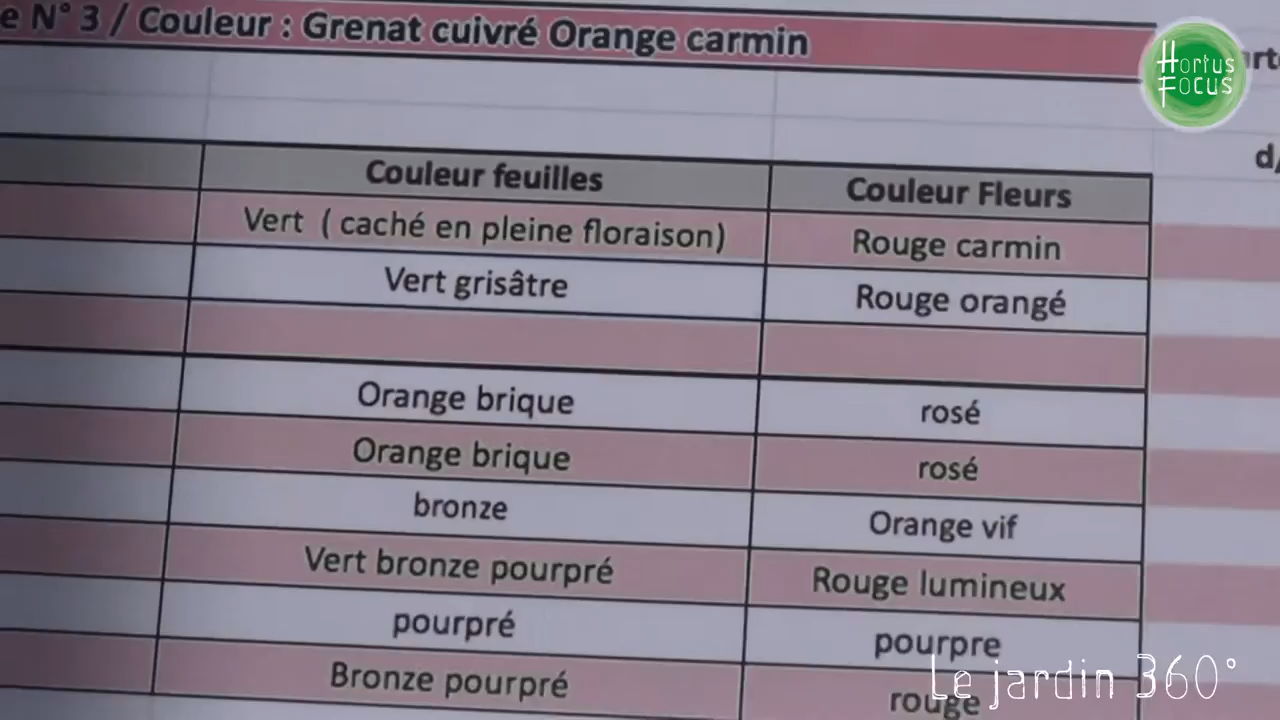 e N° 3 / Couleur : Grenat cuivré Orange carmin
Hortus
Focus
Couleur feuilles Couleur Fleurs
Vert ( caché en pleine floraison) Rouge carmin
Vert grisâtre Rouge orangé
Orange brique rosé
Orange brique rosé
bronze Orange vif
Vert bronze pourpré Rouge lumineux
pourpré pourpre
Bronze pourpré rouge
Le jardin 360°